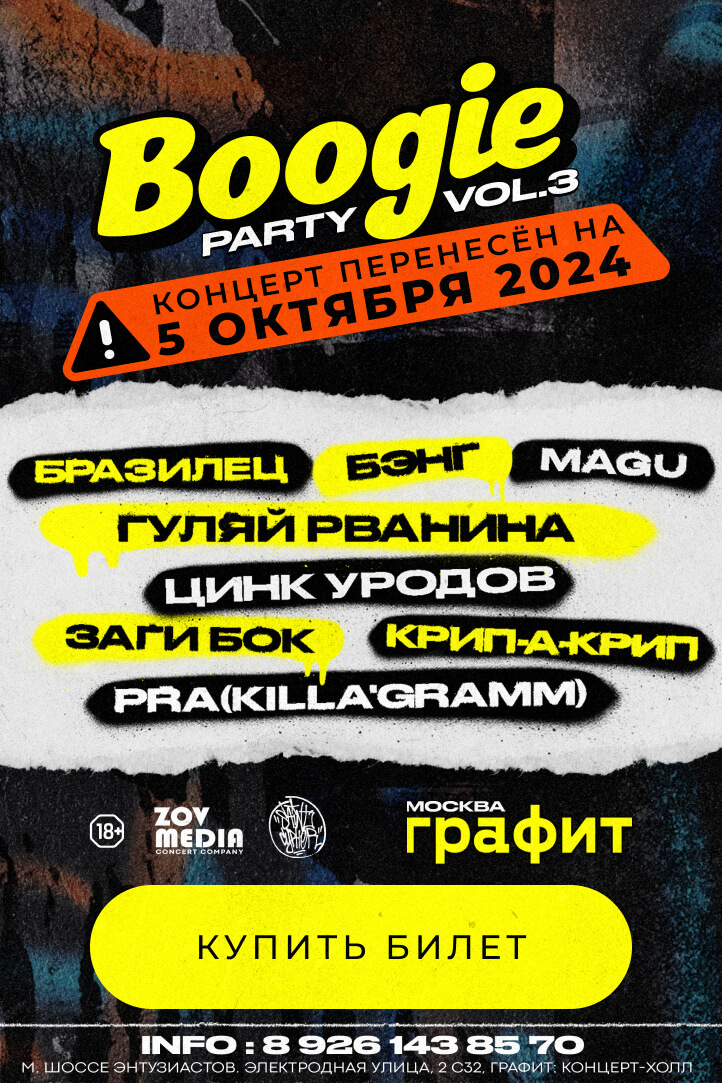 Boogie
PARTY VOL.3
КОНЦЕРТ ПЕРЕНЕСЁН НА
5 ОКТЯБРЯ 2024
БРАЗИЛЕЦ БЭНГ MAGU
ГУЛЯЙ РВАНИНА
ЦИНК УРОДОВ
ЗАГИ БОК КРИП-А-КРИП
PRA(KILLA'GRAMM)
18+
ZOV
MEDIA
CONCERT COMPANY
МОСКВА
графит
КУПИТЬ БИЛЕТ
INFO : 8 926 143 85 70
М. ШОССЕ ЭНТУЗИАСТОВ. ЭЛЕКТРОДНАЯ УЛИЦА, 2 С32, ГРАФИТ: КОНЦЕРТ-ХОЛЛ